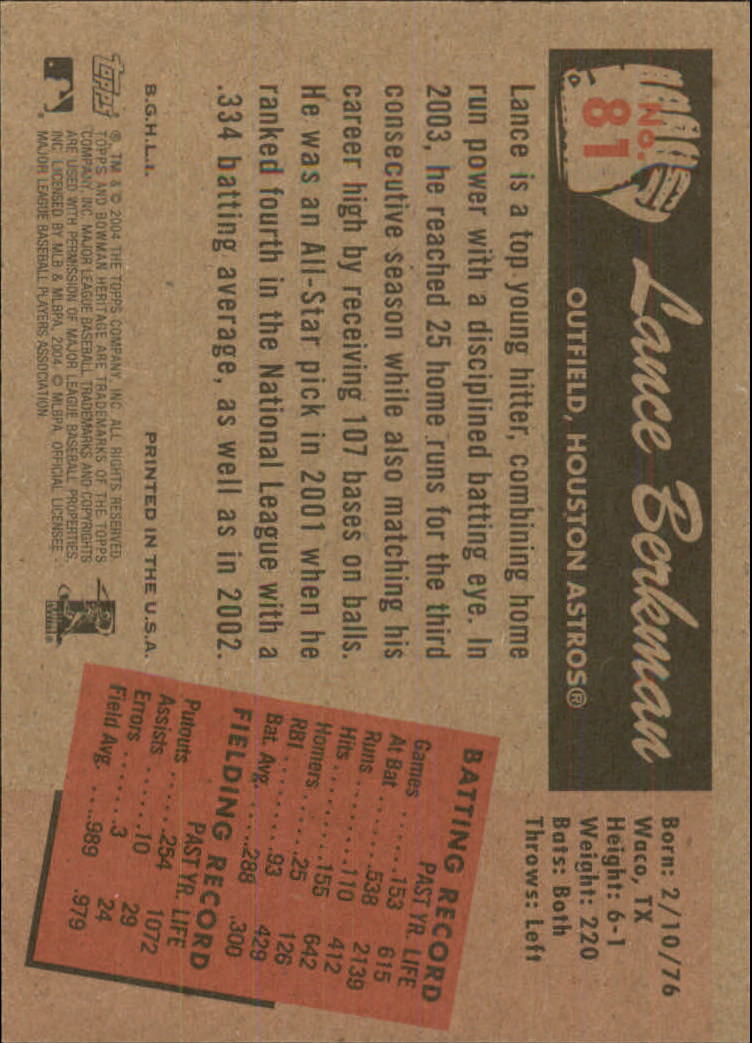 No.
81
Lance Berkman
OUTFIELD, HOUSTON ASTROS®
Born: 2/10/76
Waco, TX
Height: 6-1
Weight: 220
Bats: Both
Throws: Left
Lance is a top young hitter, combining home
run power with a disciplined batting eye. In
2003, he reached 25 home runs for the third
consecutive season while also matching his
career high by receiving 107 bases on balls.
He was an All-Star pick in 2001 when he
ranked fourth in the National League with a
.334 batting average, as well as in 2002.
BATTING RECORD
PAST YR. LIFE
Games .......153 615
At Bat ......538 2139
Runs ........110 412
Hits ........155 642
Homers ......25 126
RBI .........93 429
Bat. Avg. ...288 .300
FIELDING RECORD
PAST YR. LIFE
Putouts .....254 1072
Assists ......10 29
Errors .......3 24
Field Avg. ...989 .979
B.G.H.L.I. PRINTED IN THE U.S.A.
topps ®, TM & © 2004 THE TOPPS COMPANY, INC. ALL RIGHTS RESERVED.
TOPPS AND BOWMAN HERITAGE ARE TRADEMARKS OF THE TOPPS
COMPANY, INC. MAJOR LEAGUE BASEBALL TRADEMARKS AND COPYRIGHTS
ARE USED WITH PERMISSION OF MAJOR LEAGUE BASEBALL PROPERTIES,
INC. LICENSED BY MLB & MLBPA, 2004. © MLBPA. OFFICIAL LICENSEE -
MAJOR LEAGUE BASEBALL PLAYERS ASSOCIATION.